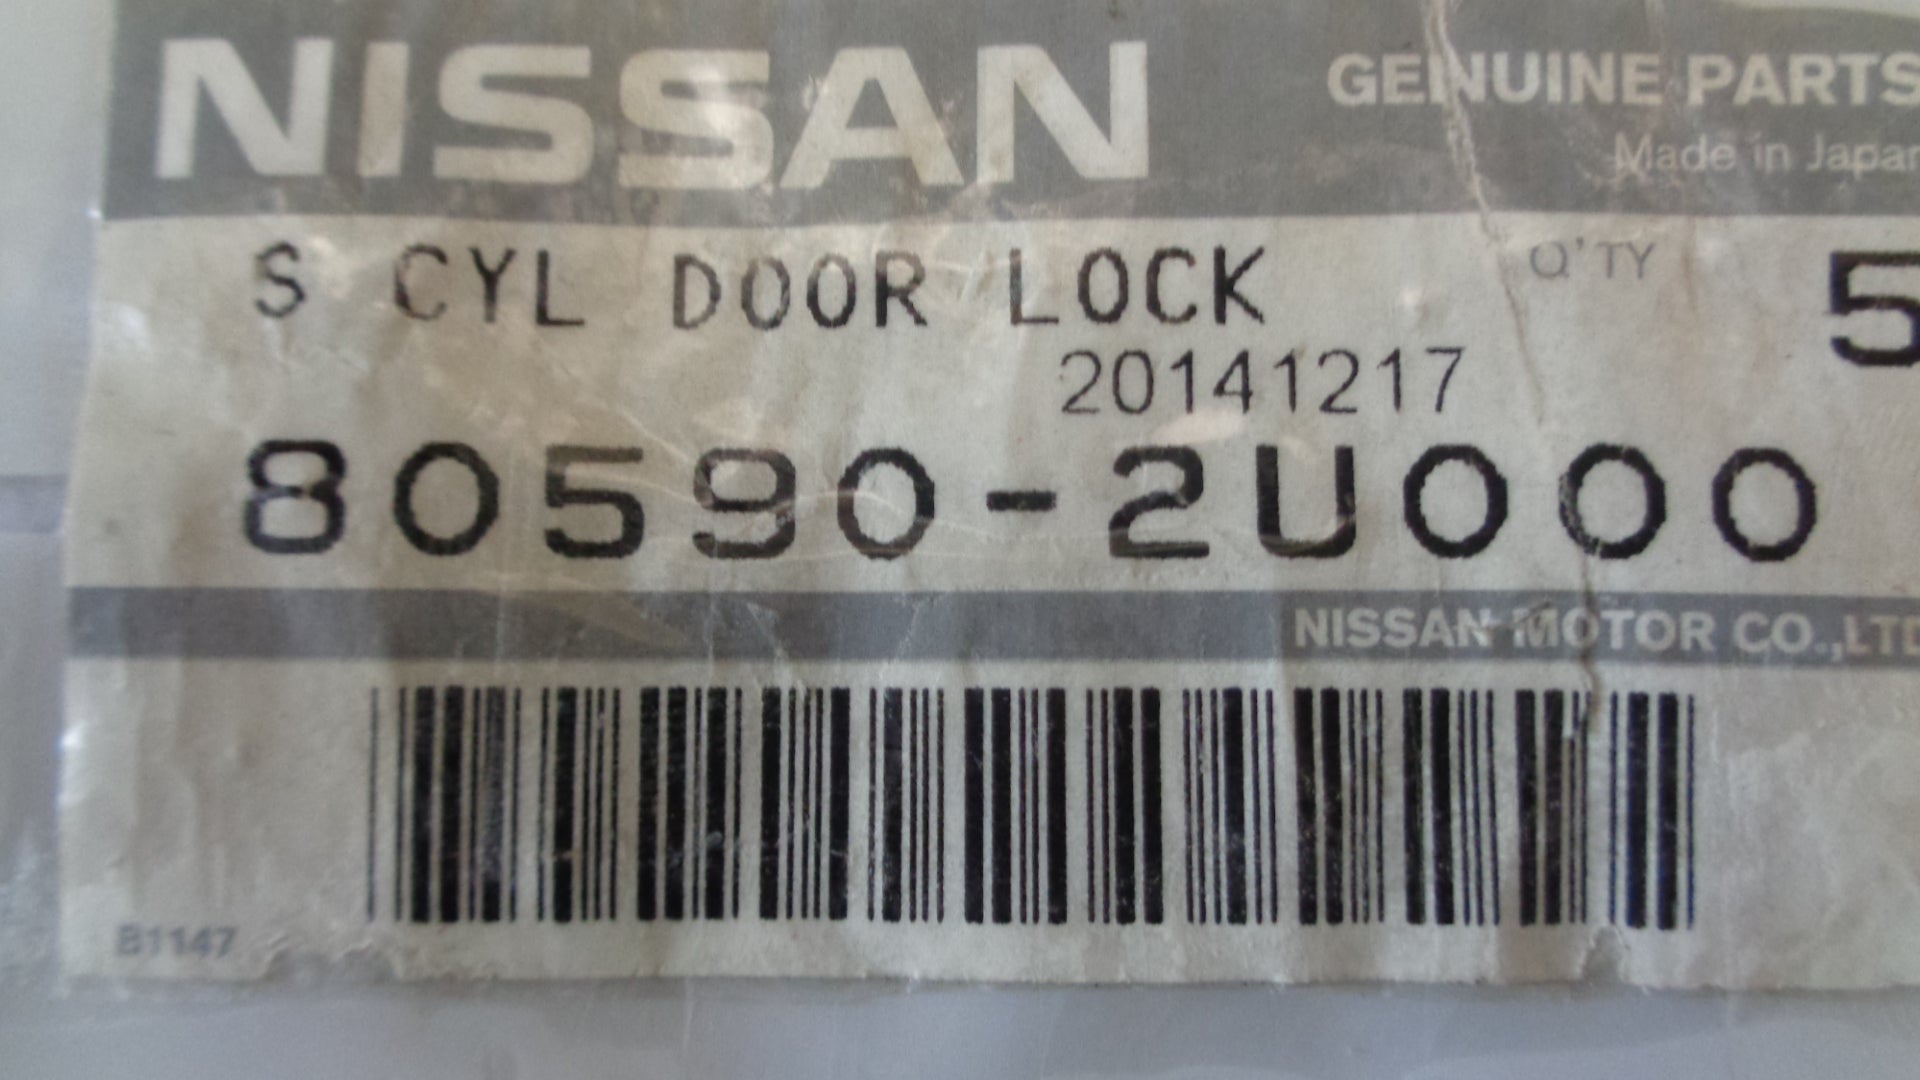 NISSAN
GENUINE PARTS
Made in Japan
S CYL DOOR LOCK
Q'TY 5
20141217
80590-2U000
NISSAN MOTOR CO.,LTD
B1147